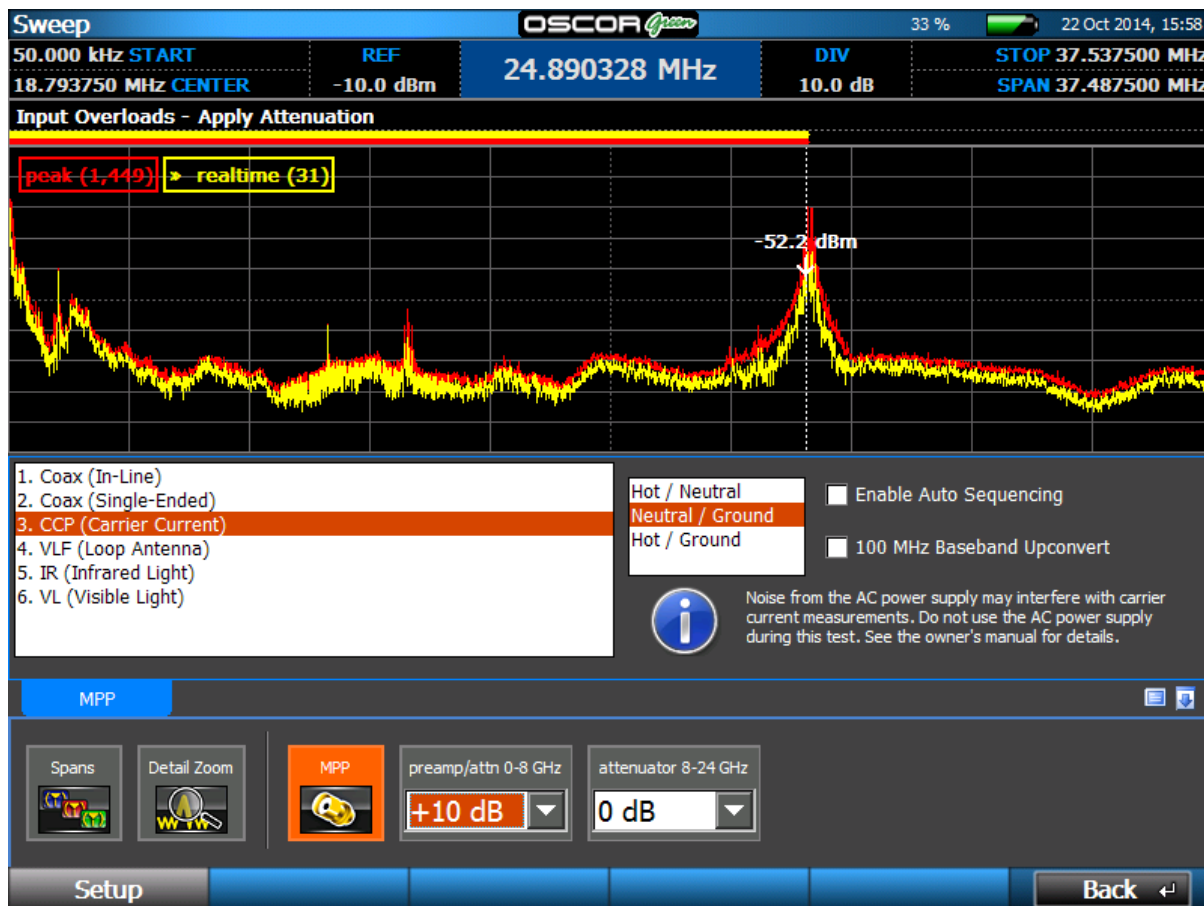 Sweep
OSCOR Green
33 %
22 Oct 2014, 15:58
50.000 kHz START
REF
24.890328 MHz
DIV
STOP 37.537500 MHz
18.793750 MHz CENTER
-10.0 dBm
10.0 dB
SPAN 37.487500 MHz
Input Overloads - Apply Attenuation
peak (1,449)
» realtime (31)
-52.2 dBm
1. Coax (In-Line)
2. Coax (Single-Ended)
3. CCP (Carrier Current)
4. VLF (Loop Antenna)
5. IR (Infrared Light)
6. VL (Visible Light)
Hot / Neutral
Neutral / Ground
Hot / Ground
Enable Auto Sequencing
100 MHz Baseband Upconvert
Noise from the AC power supply may interfere with carrier
current measurements. Do not use the AC power supply
during this test. See the owner's manual for details.
MPP
Spans
Detail Zoom
MPP
preamp/attn 0-8 GHz
+10 dB
attenuator 8-24 GHz
0 dB
Setup
Back